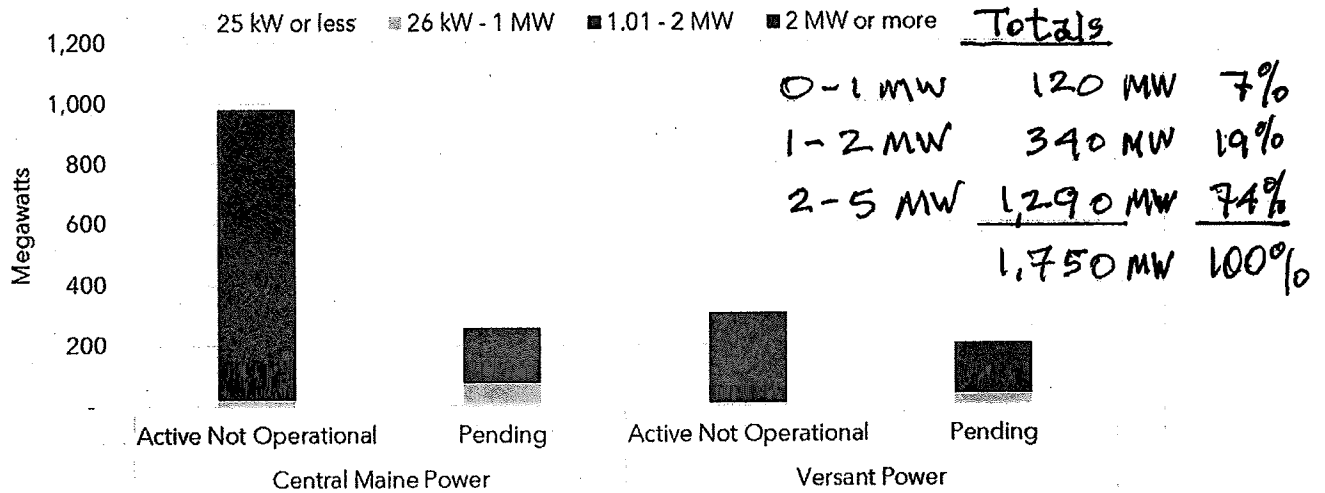 25 kW or less 26 kW - 1 MW 1.01 - 2 MW 2 MW or more Totals
1,200
1,000
800
600
400
200
-
Megawatts
0-1 MW 120 MW 7%
1-2 MW 340 MW 19%
2-5 MW 1,290 MW 74%
1,750 MW 100%
Active Not Operational Pending Active Not Operational Pending
Central Maine Power Versant Power